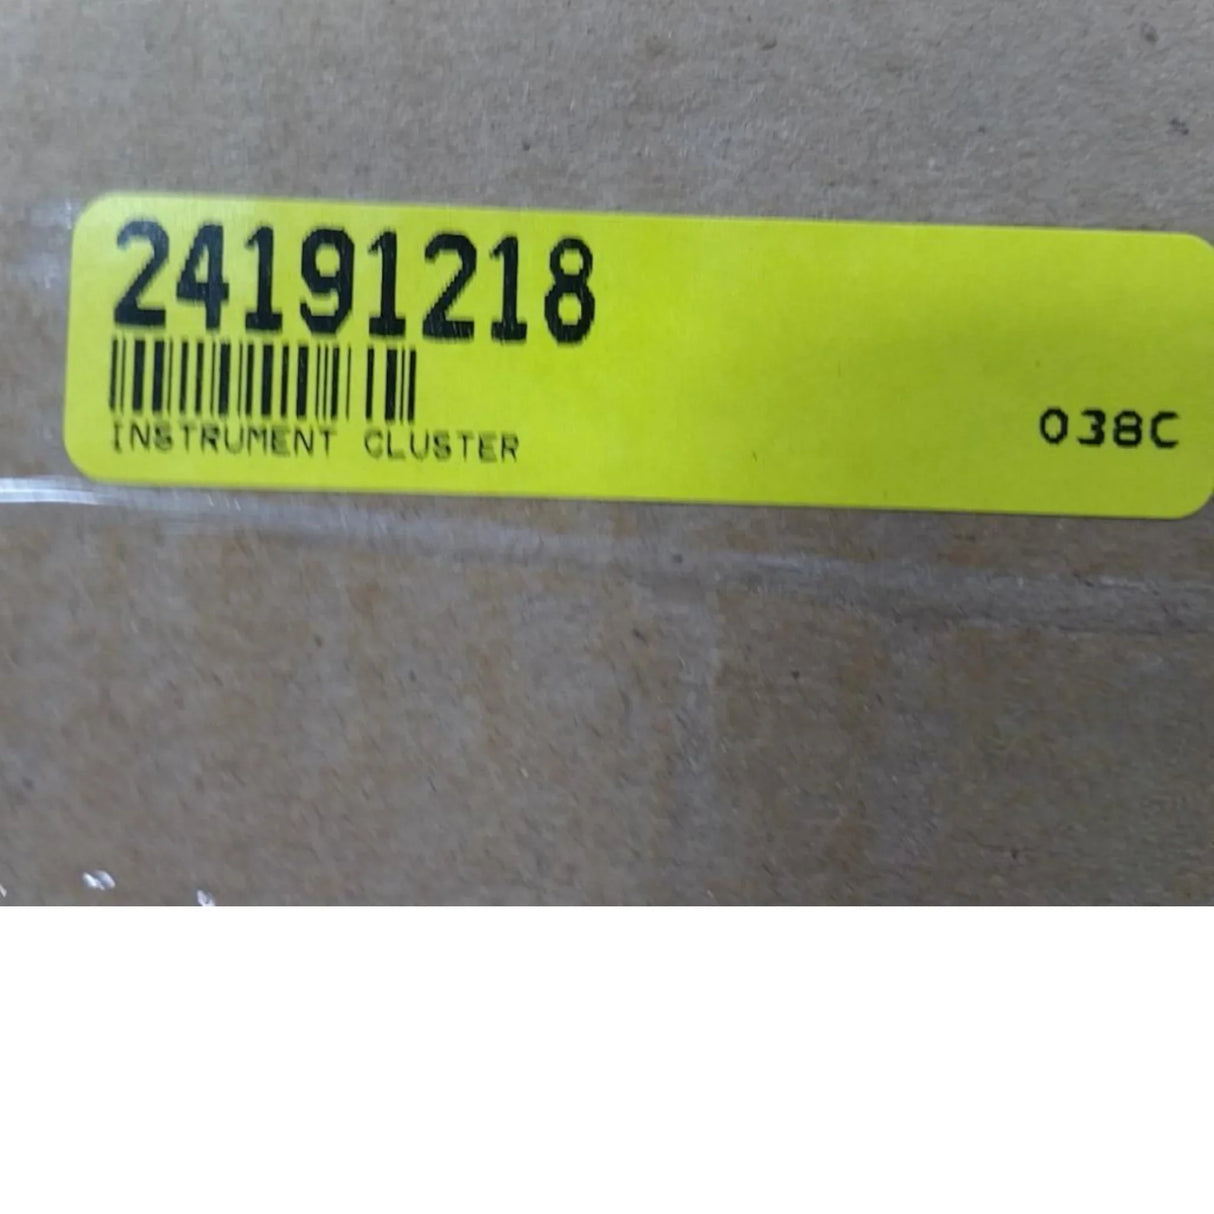 24191218
INSTRUMENT CLUSTER
038C